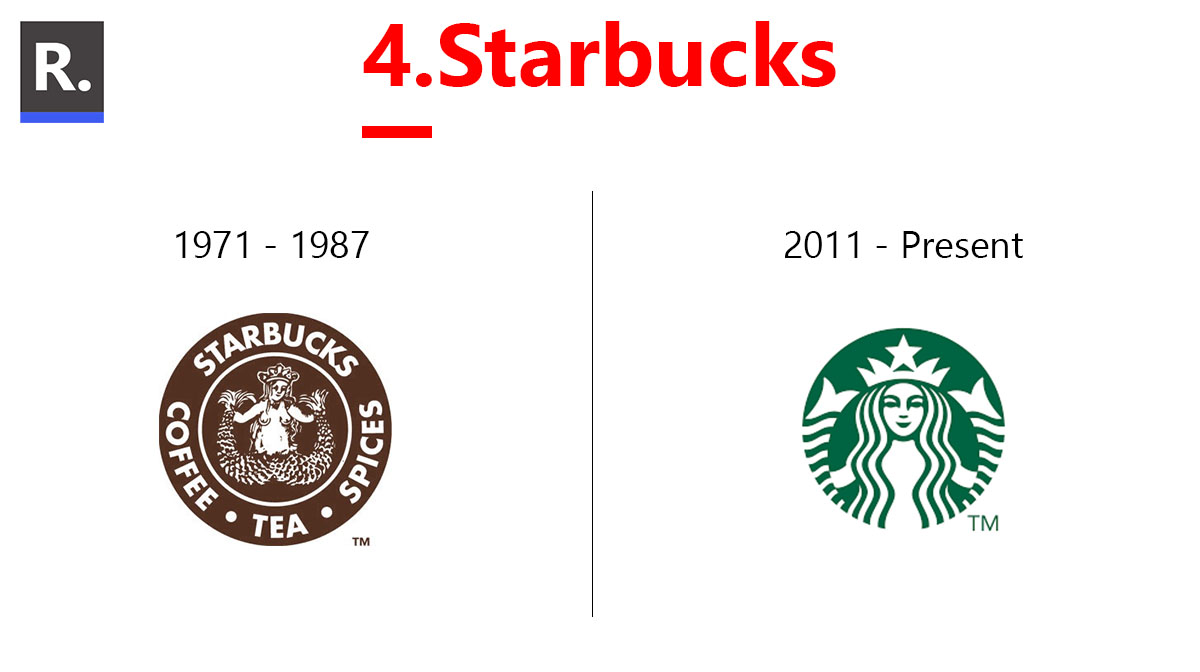 R.
4.Starbucks
1971 - 1987
2011 - Present
STARBUCKS
COFFEE • TEA • SPICES
TM
TM